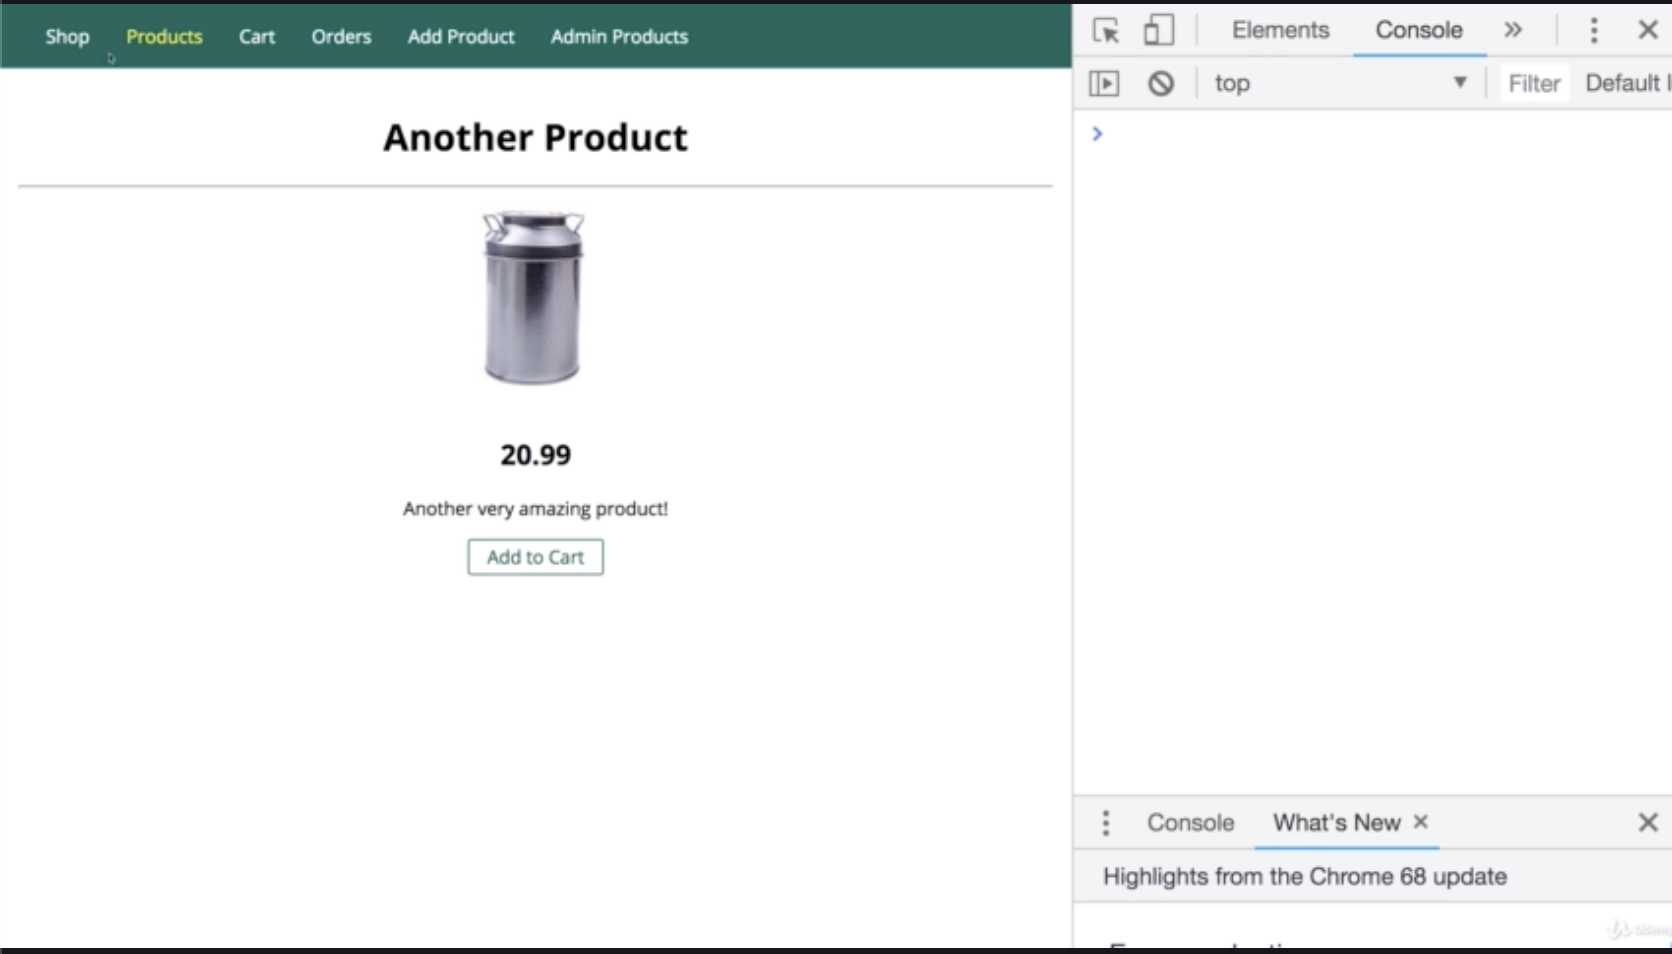 Shop Products Cart Orders Add Product Admin Products
Another Product
20.99
Another very amazing product!
Add to Cart
Elements Console
top Filter Default l
Console What's New
Highlights from the Chrome 68 update